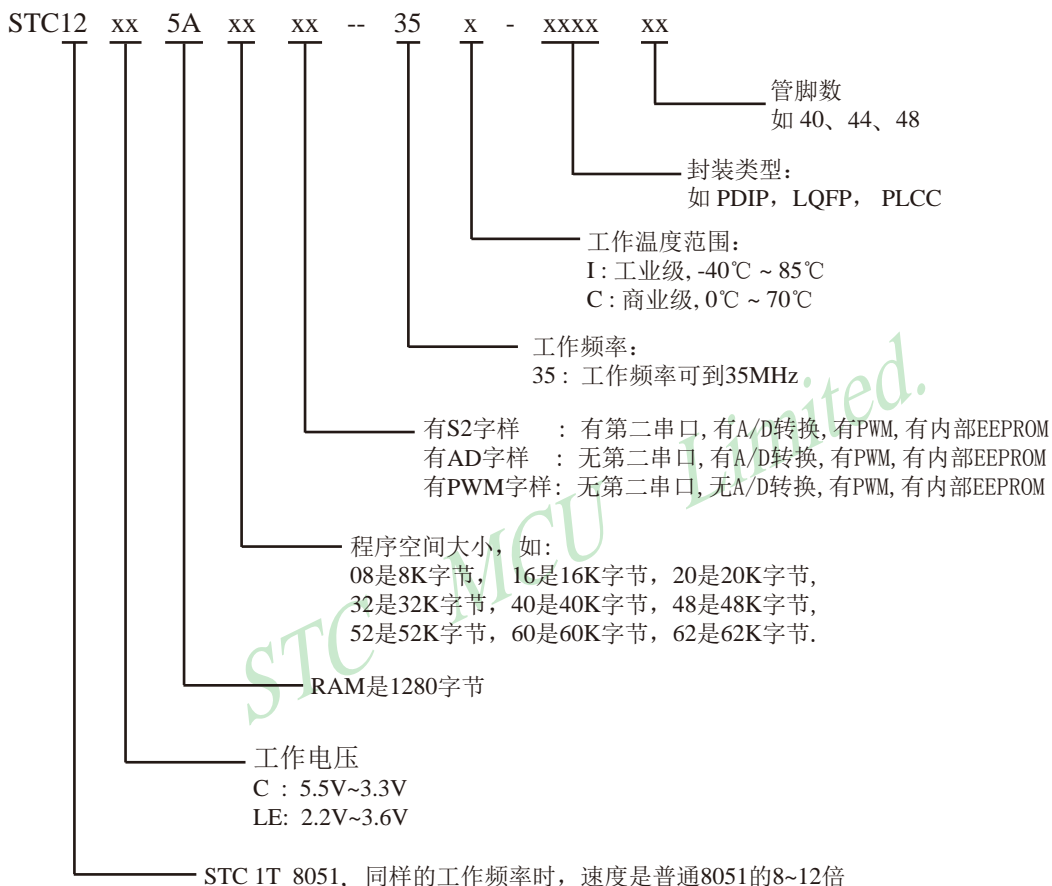 STC12 xx 5A xx xx -- 35 x - xxxx xx
管脚数
如 40、44、48
封装类型：
如 PDIP，LQFP， PLCC
工作温度范围：
I : 工业级, -40℃ ~ 85℃
C : 商业级, 0℃ ~ 70℃
工作频率：
35 : 工作频率可到35MHz
有S2字样 : 有第二串口,有A/D转换,有PWM,有内部EEPROM
有AD字样 : 无第二串口,有A/D转换,有PWM,有内部EEPROM
有PWM字样: 无第二串口,无A/D转换,有PWM,有内部EEPROM
程序空间大小，如:
08是8K字节， 16是16K字节，20是20K字节,
32是32K字节，40是40K字节，48是48K字节,
52是52K字节，60是60K字节，62是62K字节.
RAM是1280字节
工作电压
C : 5.5V~3.3V
LE: 2.2V~3.6V
STC 1T 8051, 同样的工作频率时，速度是普通8051的8~12倍
STC MCU Limited.